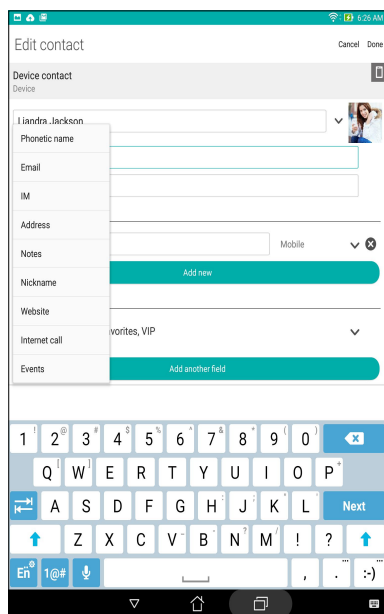 6:26 AM
Edit contact
Cancel Done
Device contact
Device
Liandra Jackson
Phonetic name
Email
IM
Address
Notes
Mobile
Nickname
Add new
Website
Internet call
vorites, VIP
Events
Add another field
1 ! 2 @ 3 # 4 $ 5 % 6 ^ 7 & 8 * 9 ( 0 )
Q [ W ] E R T Y U I O P +
A S D F G H : J ; K ' L ' Next
Z X C V - B ' N ? M / ! ?
En 1@# , . ... :-) ...